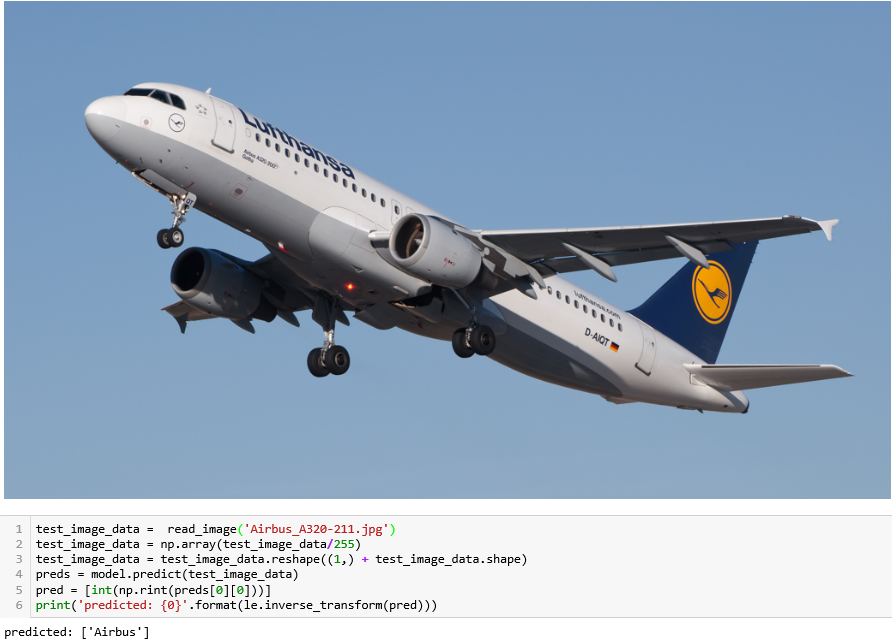 Lufthansa
Airbus A320-200
lufthansa.com
D-AIQT
1 test_image_data =  read_image('Airbus_A320-211.jpg')
2 test_image_data = np.array(test_image_data/255)
3 test_image_data = test_image_data.reshape((1,) + test_image_data.shape)
4 preds = model.predict(test_image_data)
5 pred = [int(np.rint(preds[0][0]))]
6 print('predicted: {0}'.format(le.inverse_transform(pred)))
predicted: ['Airbus']